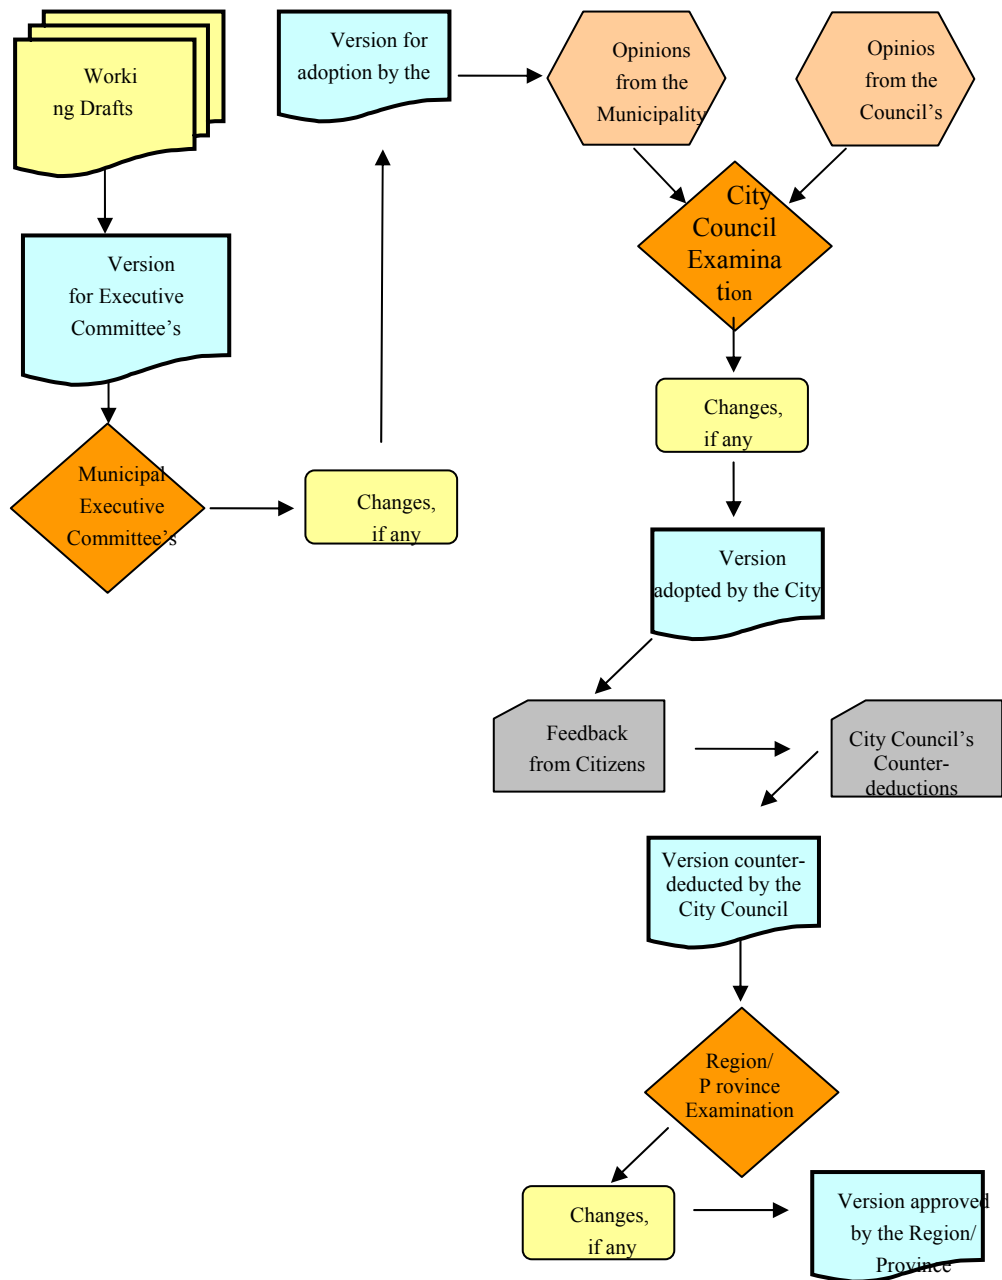 Worki
ng Drafts
Version
for Executive
Committee's
Municipal
Executive
Committee's
Changes,
if any
Version for
adoption by the
Opinions
from the
Municipality
Opinios
from the
Council's
City
Council
Examina
tion
Changes,
if any
Version
adopted by the City
Feedback
from Citizens
City Council's
Counter-
deductions
Version counter-
deducted by the
City Council
Region/
P rovince
Examination
Changes,
if any
Version approved
by the Region/
Province